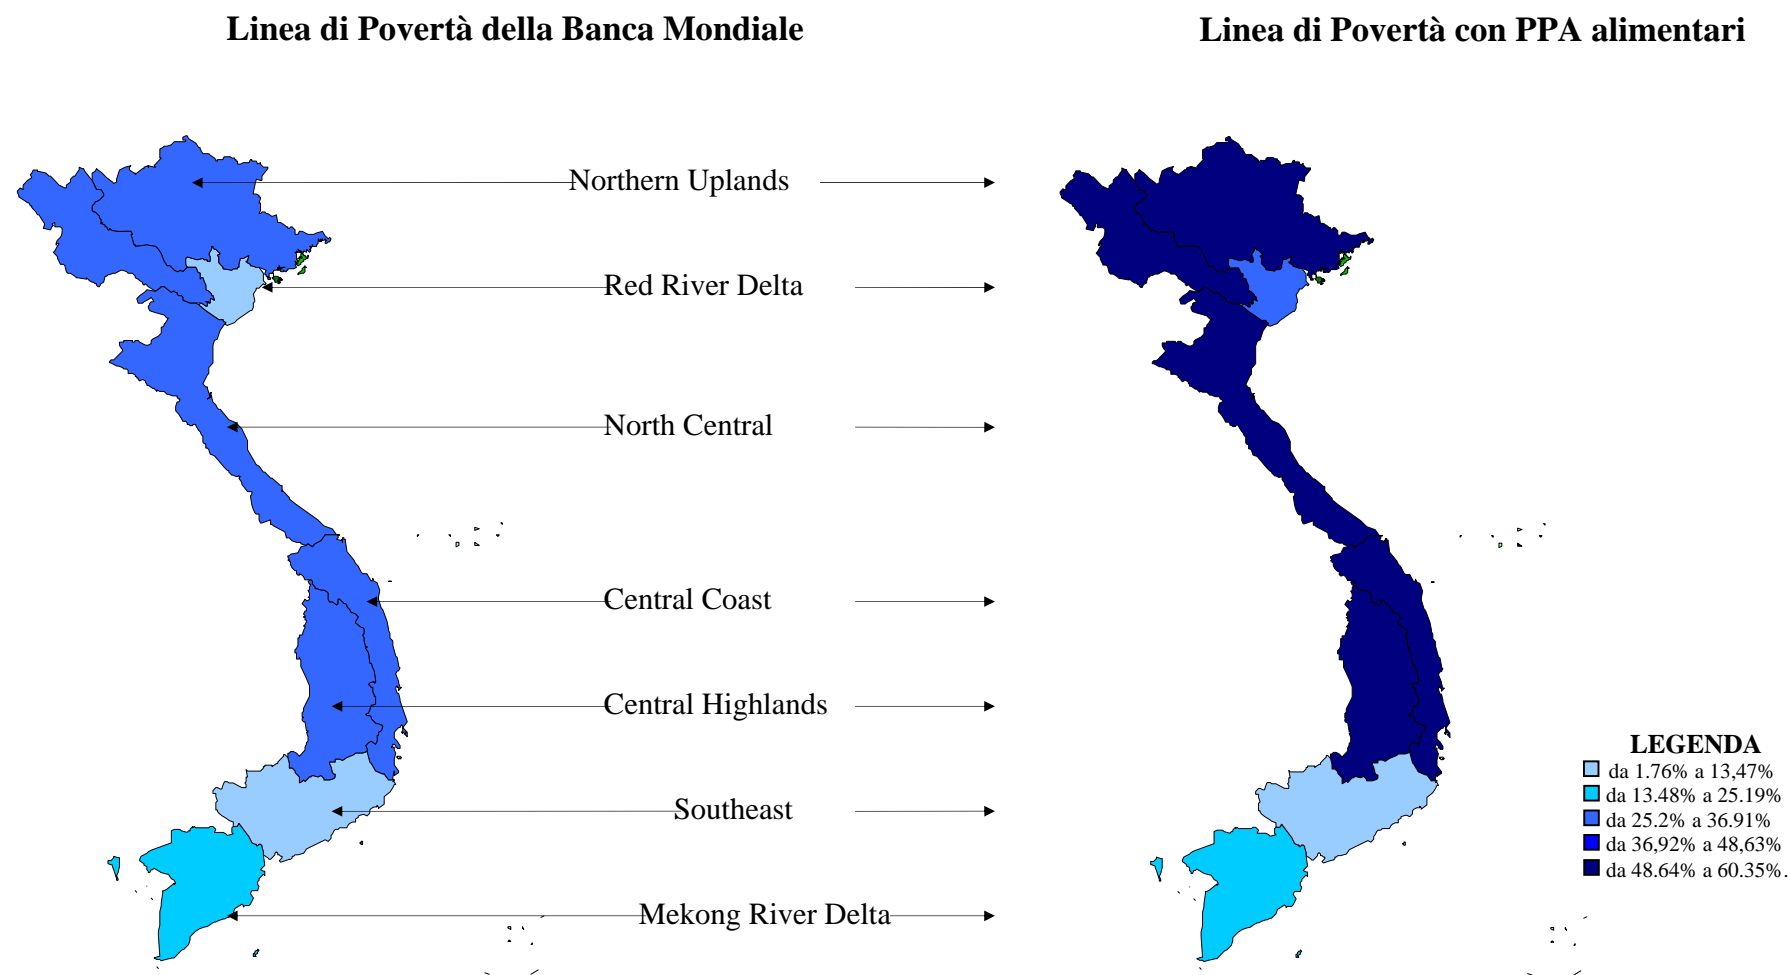 Linea di Povertà della Banca Mondiale
Linea di Povertà con PPA alimentari
Northern Uplands
Red River Delta
North Central
Central Coast
Central Highlands
Southeast
Mekong River Delta
LEGENDA
da 1.76% a 13,47%
da 13.48% a 25.19%
da 25.2% a 36.91%
da 36,92% a 48,63%
da 48.64% a 60.35%.